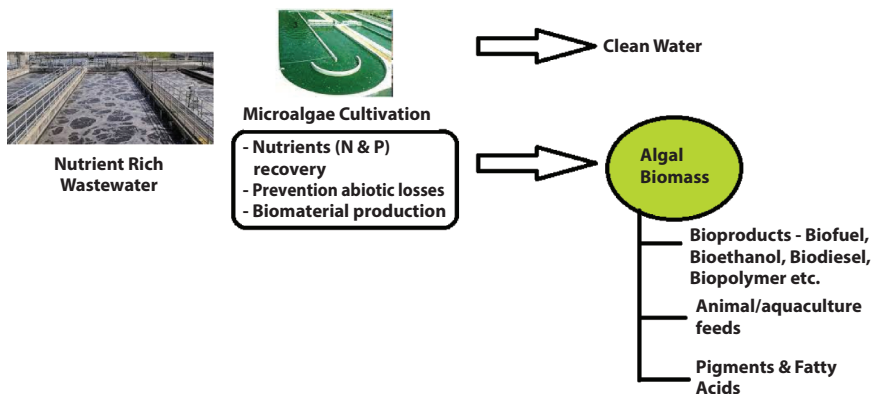 Nutrient Rich
Wastewater
Microalgae Cultivation
- Nutrients (N & P)
recovery
- Prevention abiotic losses
- Biomaterial production
Clean Water
Algal
Biomass
Bioproducts - Biofuel,
Bioethanol, Biodiesel,
Biopolymer etc.
Animal/aquaculture
feeds
Pigments & Fatty
Acids